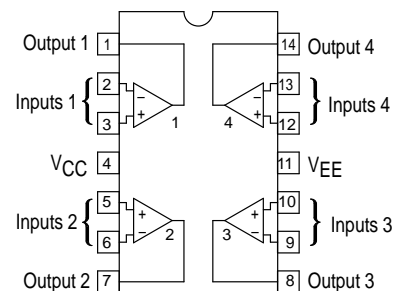 Output 1 1 14 Output 4
2 − − 13
Inputs 1 { } Inputs 4
3 + 1 4 + 12
VCC 4 11 VEE
5 + + 10
Inputs 2 { } Inputs 3
6 − 2 3 − 9
Output 2 7 8 Output 3